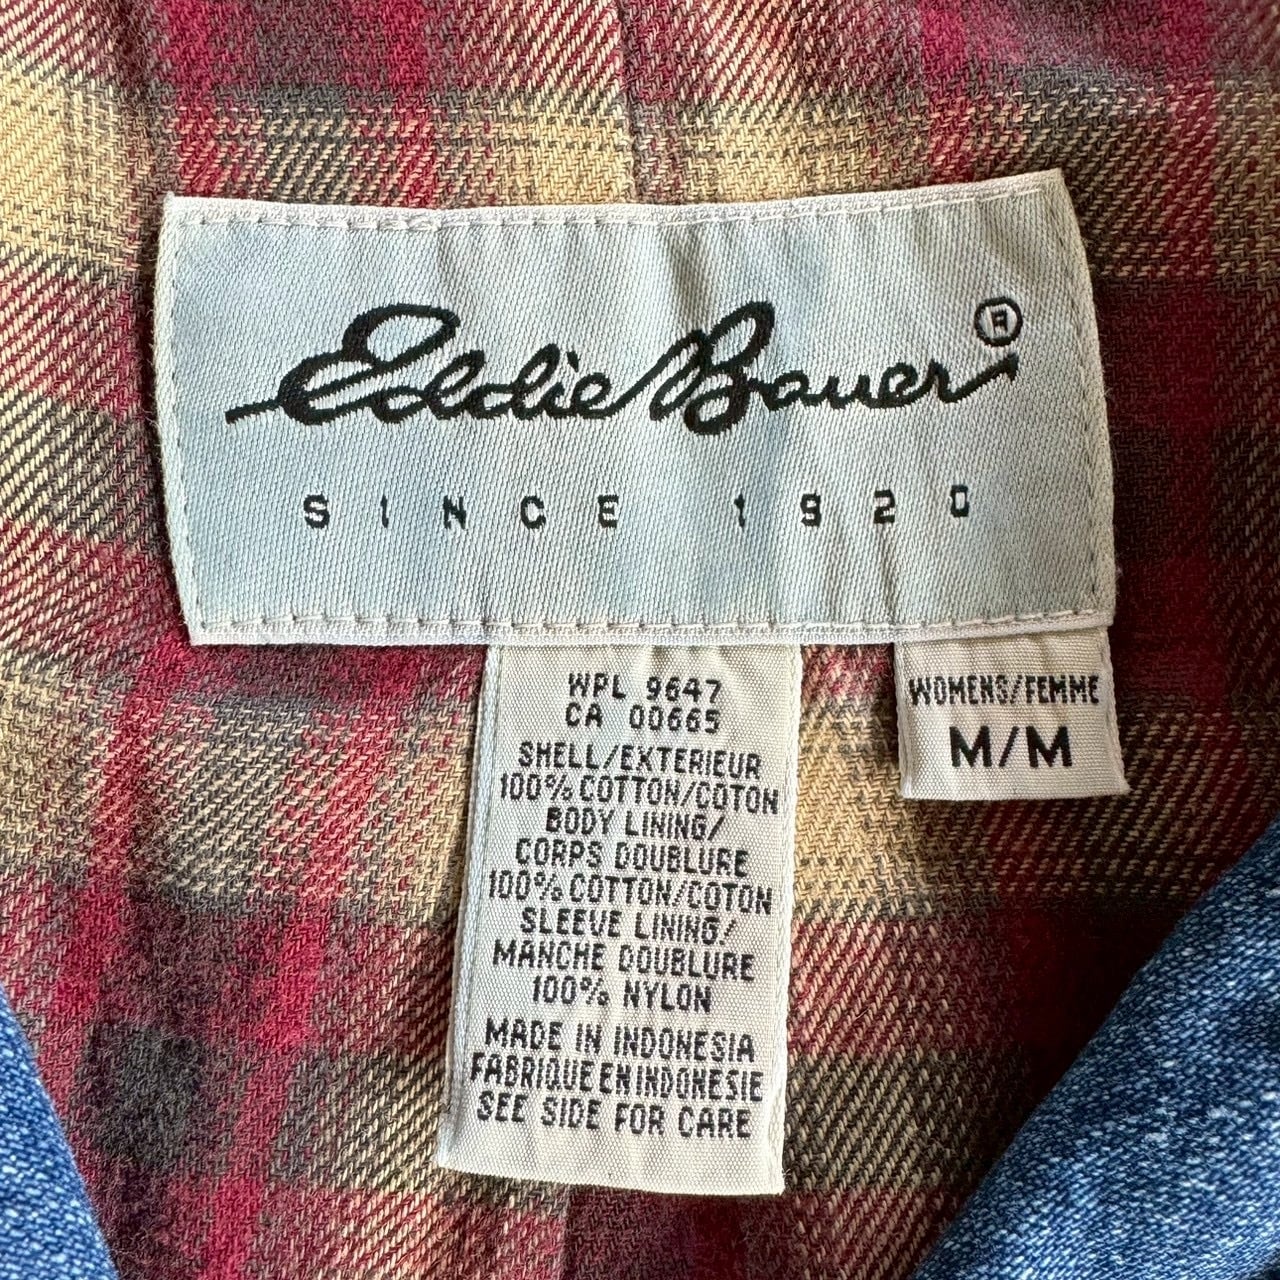 Eddie Bauer ®
SINCE 1920
WPL 9647
CA 00665
SHELL/EXTERIEUR
100% COTTON/COTON
BODY LINING/
CORPS DOUBLURE
100% COTTON/COTON
SLEEVE LINING/
MANCHE DOUBLURE
100% NYLON
MADE IN INDONESIA
FABRIQUE EN INDONESIE
SEE SIDE FOR CARE
WOMENS/FEMME
M/M